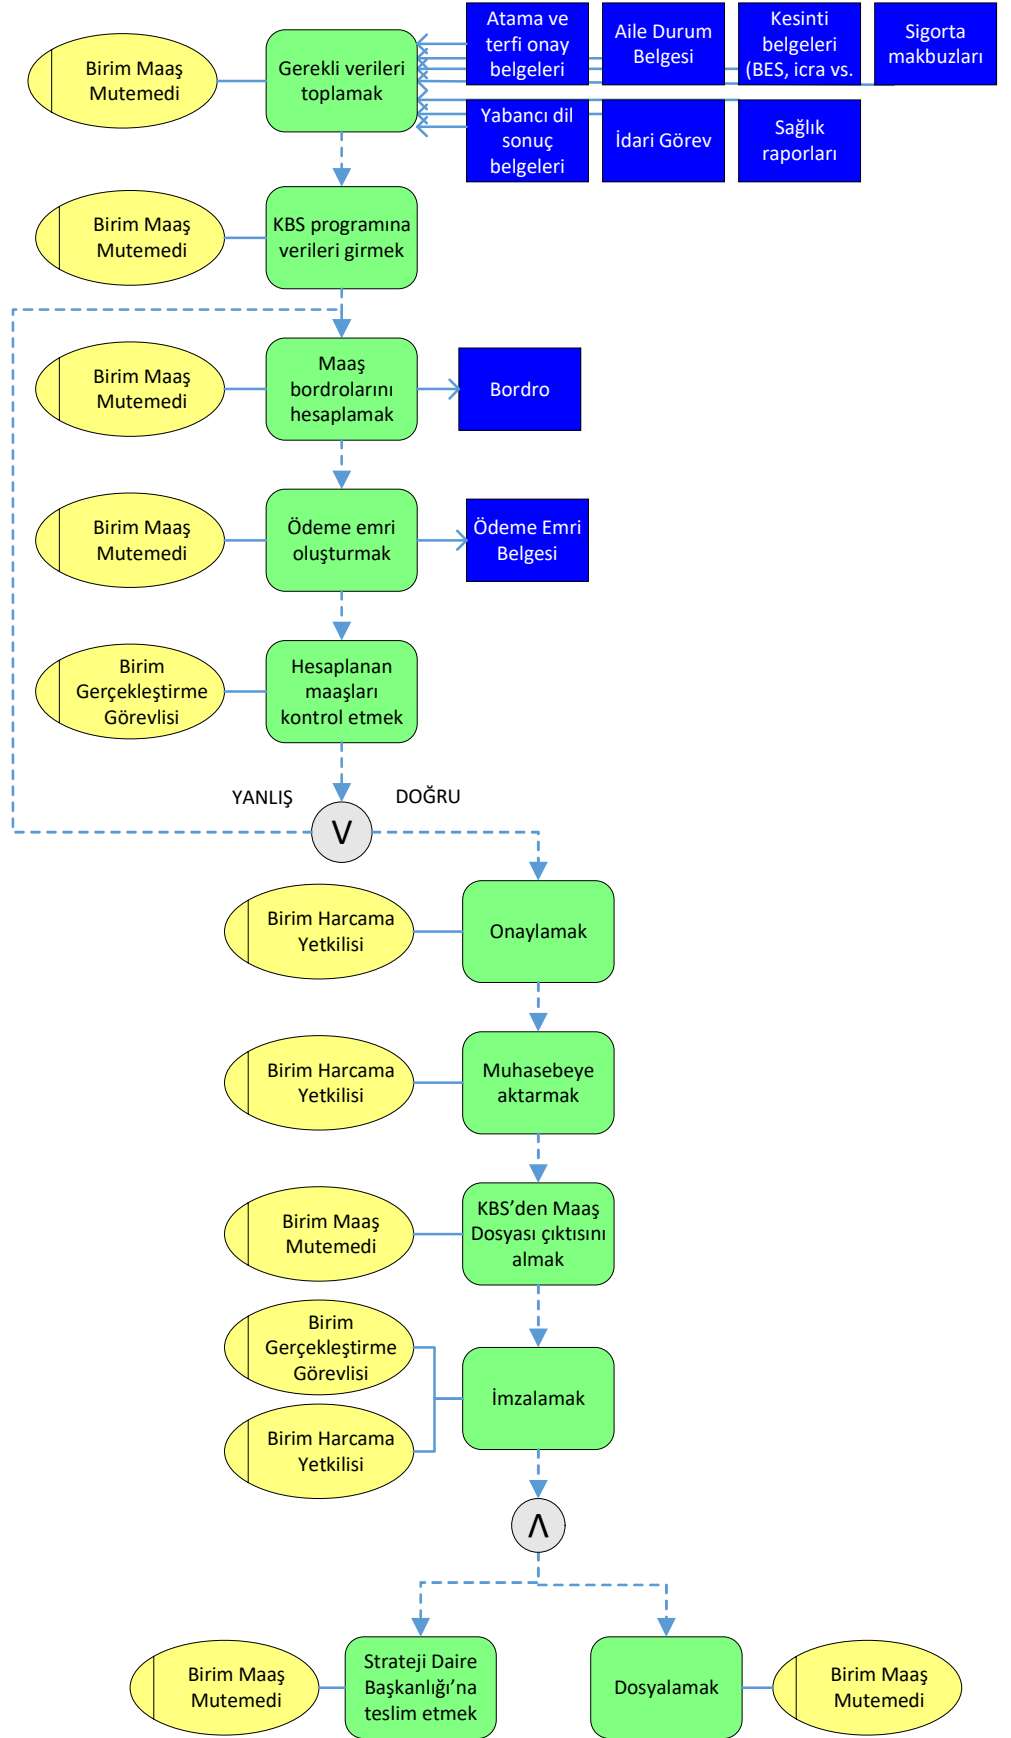 Birim Maaş
Mutemedi
Gerekli verileri
toplamak
Atama ve
terfi onay
belgeleri
Aile Durum
Belgesi
Kesinti
belgeleri
(BES, icra vs.
Sigorta
makbuzları
Yabancı dil
sonuç
belgeleri
İdari Görev
Sağlık
raporları
Birim Maaş
Mutemedi
KBS programına
verileri girmek
Birim Maaş
Mutemedi
Maaş
bordrolarını
hesaplamak
Bordro
Birim Maaş
Mutemedi
Ödeme emri
oluşturmak
Ödeme Emri
Belgesi
Birim
Gerçekleştirme
Görevlisi
Hesaplanan
maaşları
kontrol etmek
YANLIŞ
DOĞRU
V
Birim Harcama
Yetkilisi
Onaylamak
Birim Harcama
Yetkilisi
Muhasebeye
aktarmak
Birim Maaş
Mutemedi
KBS’den Maaş
Dosyası çıktısını
almak
Birim
Gerçekleştirme
Görevlisi
İmzalamak
Birim Harcama
Yetkilisi
Λ
Birim Maaş
Mutemedi
Strateji Daire
Başkanlığı’na
teslim etmek
Dosyalamak
Birim Maaş
Mutemedi